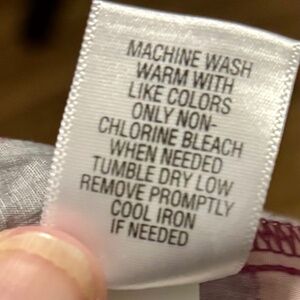 MACHINE WASH
WARM WITH
LIKE COLORS
ONLY NON-
CHLORINE BLEACH
WHEN NEEDED
TUMBLE DRY LOW
REMOVE PROMPTLY
COOL IRON
IF NEEDED